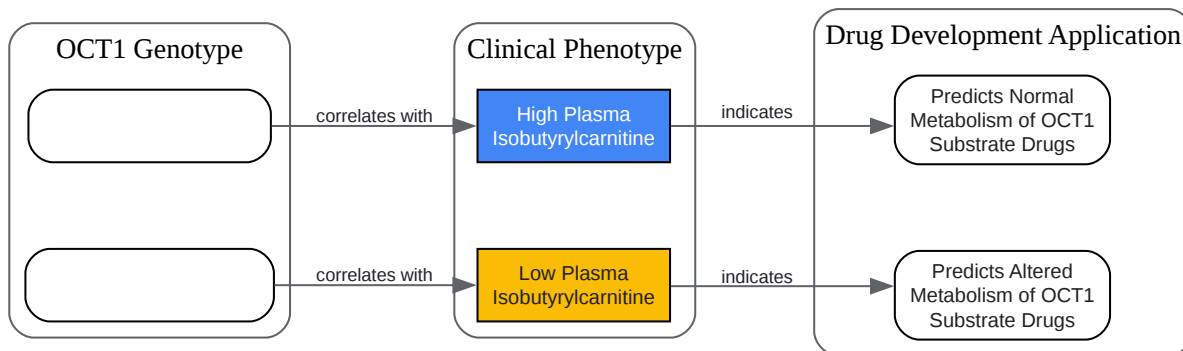 OCT1 Genotype
Clinical Phenotype
Drug Development Application
correlates with
High Plasma
Isobutyrylcarnitine
indicates
Predicts Normal
Metabolism of OCT1
Substrate Drugs
correlates with
Low Plasma
Isobutyrylcarnitine
indicates
Predicts Altered
Metabolism of OCT1
Substrate Drugs